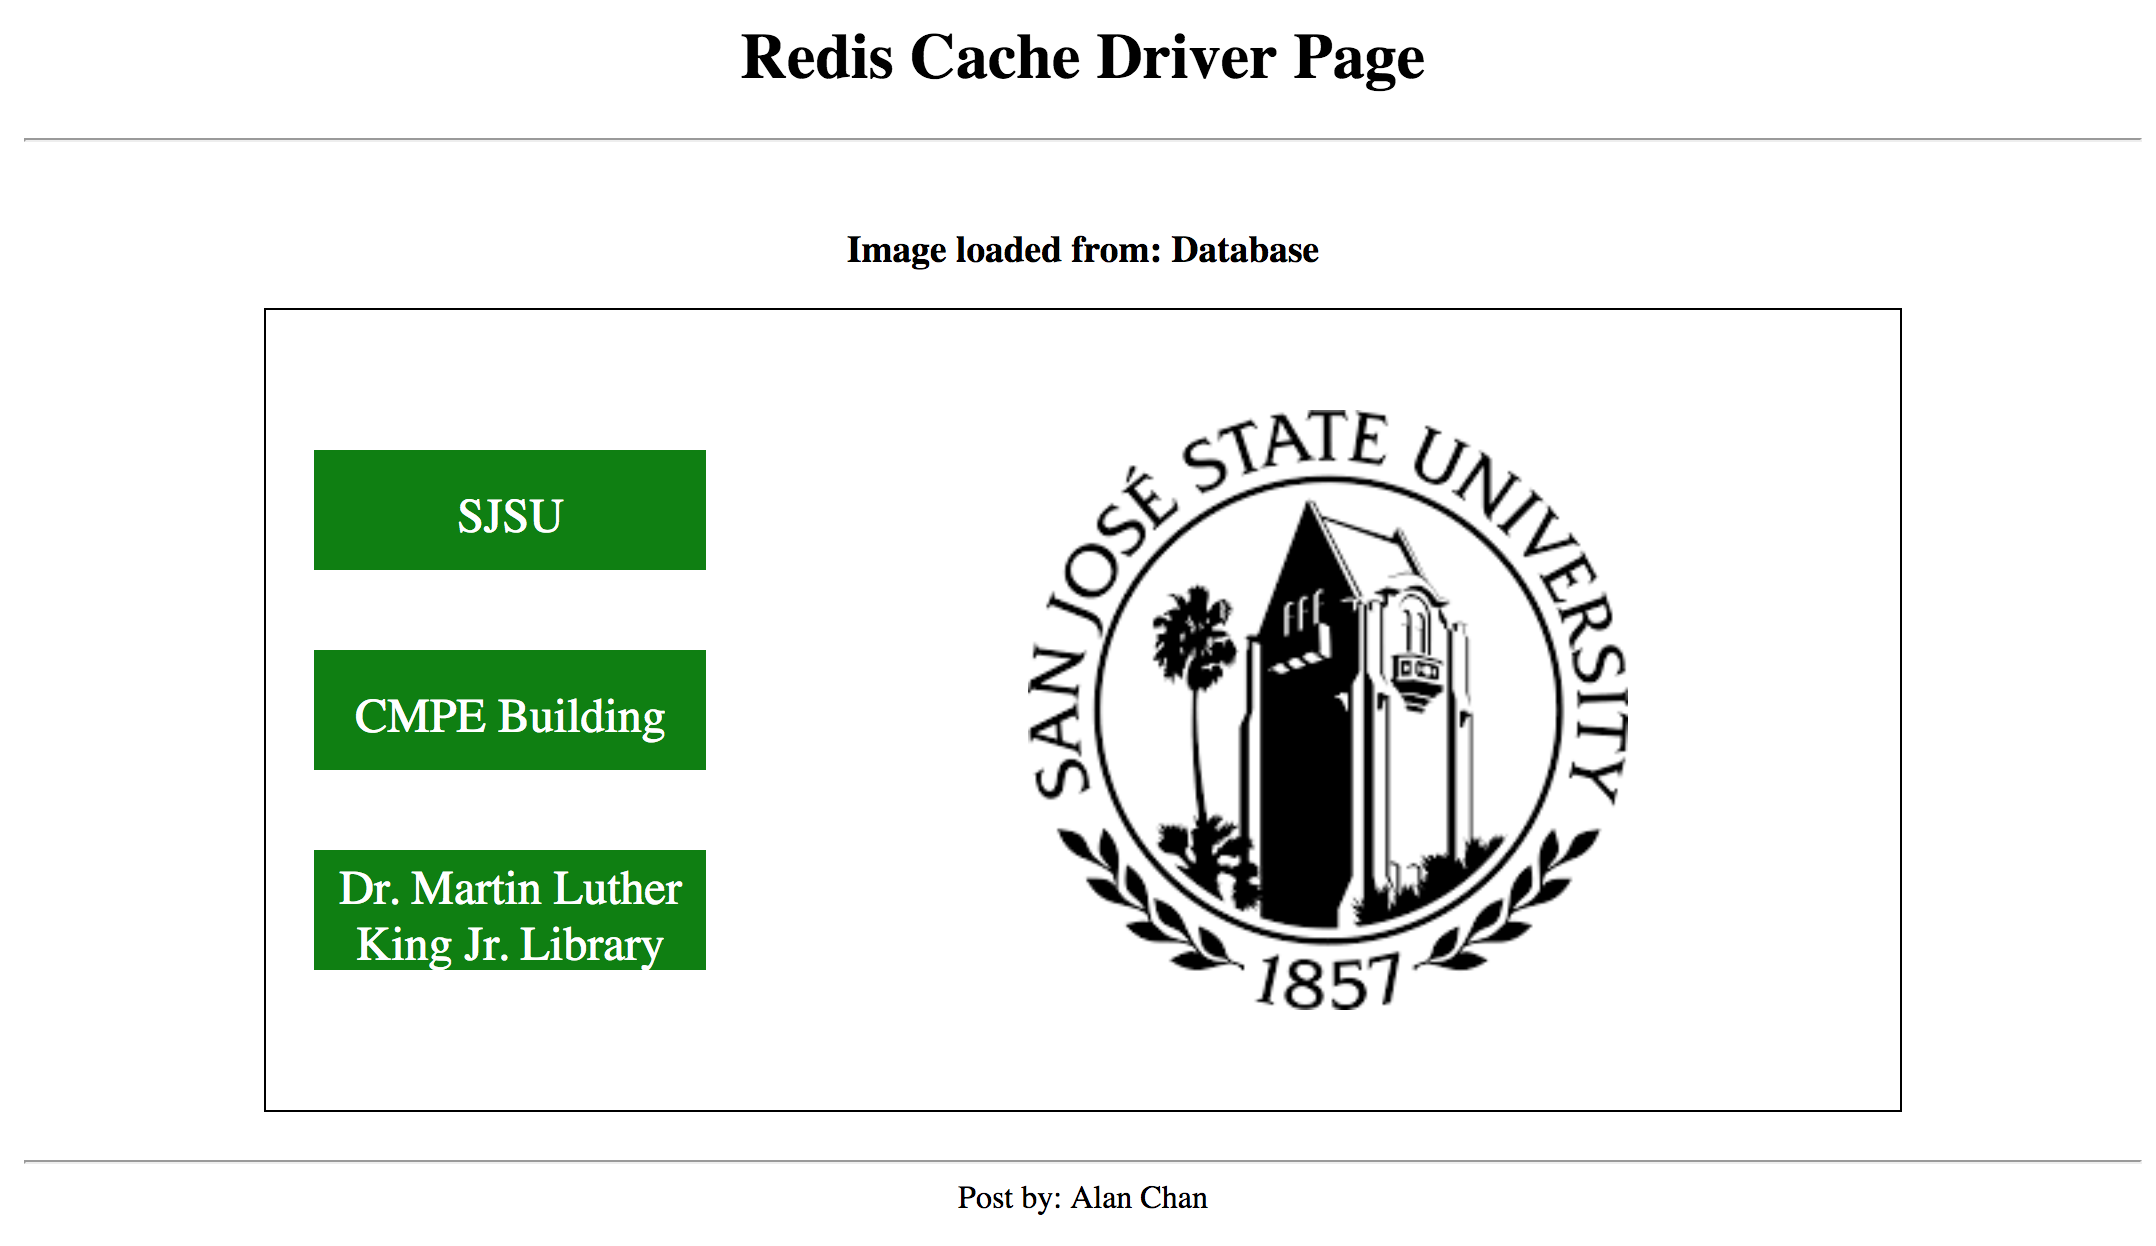 Redis Cache Driver Page
Image loaded from: Database
SJSU
CMPE Building
Dr. Martin Luther
King Jr. Library
SAN JOSÉ STATE UNIVERSITY
1857
Post by: Alan Chan